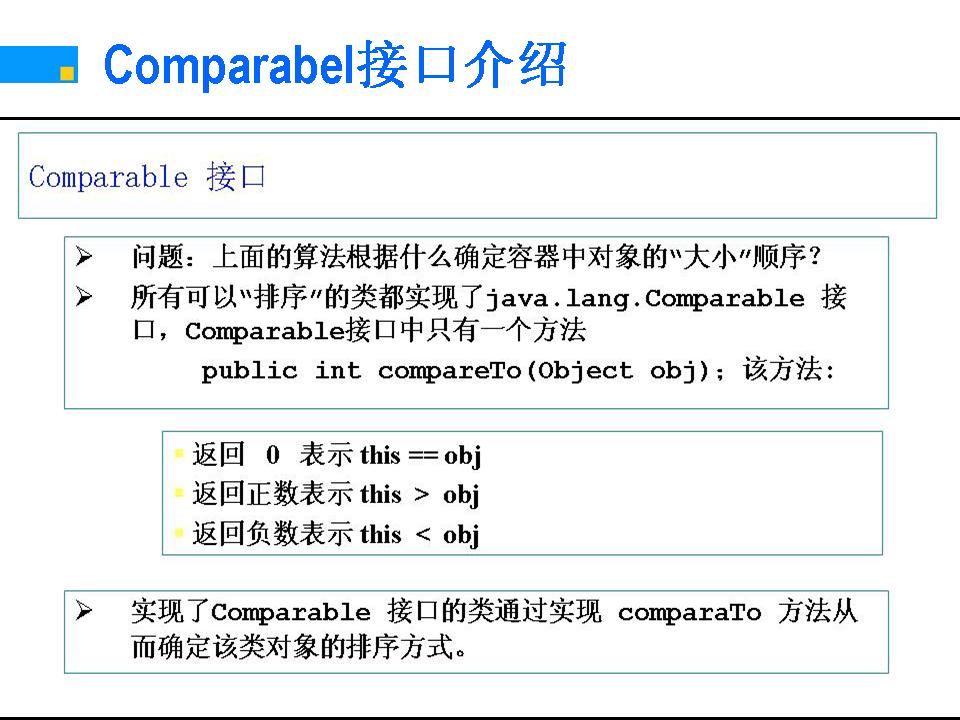 Comparabel接口介绍
Comparable 接口
➢ 问题：上面的算法根据什么确定容器中对象的“大小”顺序？
➢ 所有可以“排序”的类都实现了java.lang.Comparable 接
口，Comparable接口中只有一个方法
public int compareTo(Object obj)；该方法：
▪ 返回 0 表示 this == obj
▪ 返回正数表示 this > obj
▪ 返回负数表示 this < obj
➢ 实现了Comparable 接口的类通过实现 comparaTo 方法从
而确定该类对象的排序方式。